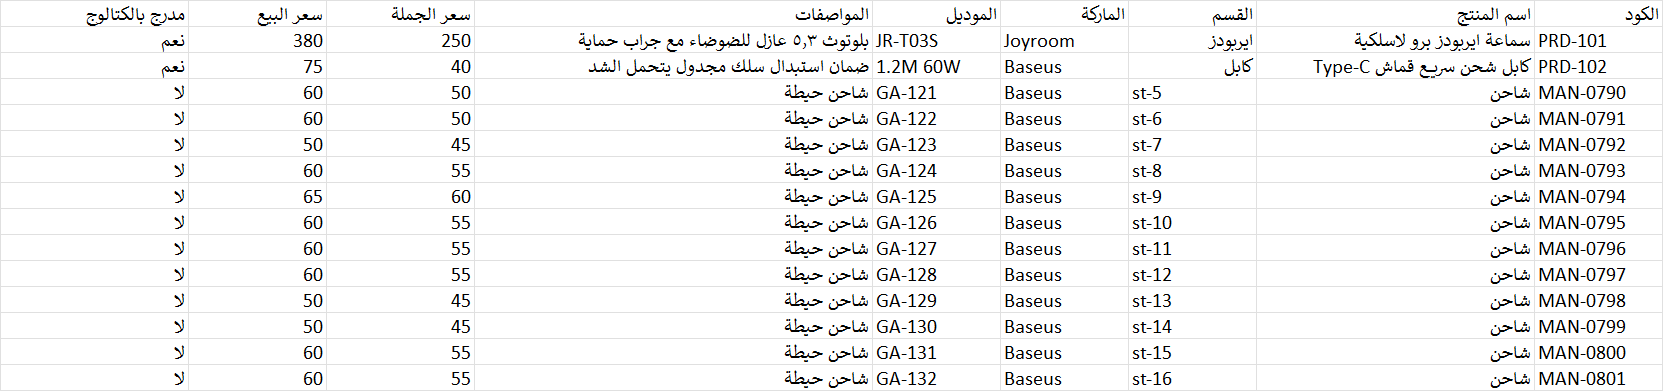 الكود اسم المنتج القسم الماركة الموديل المواصفات سعر الجملة سعر البيع مدرج بالكتالوج
PRD-101 سماعة ايربودز برو لاسلكية ايربودز Joyroom JR-T03S بلوتوث ٥٫٣ عازل للضوضاء مع جراب حماية 250 380 نعم
PRD-102 كابل شحن سريع قماش Type-C كابل Baseus 1.2M 60W ضمان استبدال سلك مجدول يتحمل الشد 40 75 نعم
MAN-0790 شاحن st-5 Baseus GA-121 شاحن حيطة 50 60 لا
MAN-0791 شاحن st-6 Baseus GA-122 شاحن حيطة 50 60 لا
MAN-0792 شاحن st-7 Baseus GA-123 شاحن حيطة 45 50 لا
MAN-0793 شاحن st-8 Baseus GA-124 شاحن حيطة 55 60 لا
MAN-0794 شاحن st-9 Baseus GA-125 شاحن حيطة 60 65 لا
MAN-0795 شاحن st-10 Baseus GA-126 شاحن حيطة 55 60 لا
MAN-0796 شاحن st-11 Baseus GA-127 شاحن حيطة 55 60 لا
MAN-0797 شاحن st-12 Baseus GA-128 شاحن حيطة 55 60 لا
MAN-0798 شاحن st-13 Baseus GA-129 شاحن حيطة 45 50 لا
MAN-0799 شاحن st-14 Baseus GA-130 شاحن حيطة 45 50 لا
MAN-0800 شاحن st-15 Baseus GA-131 شاحن حيطة 55 60 لا
MAN-0801 شاحن st-16 Baseus GA-132 شاحن حيطة 55 60 لا